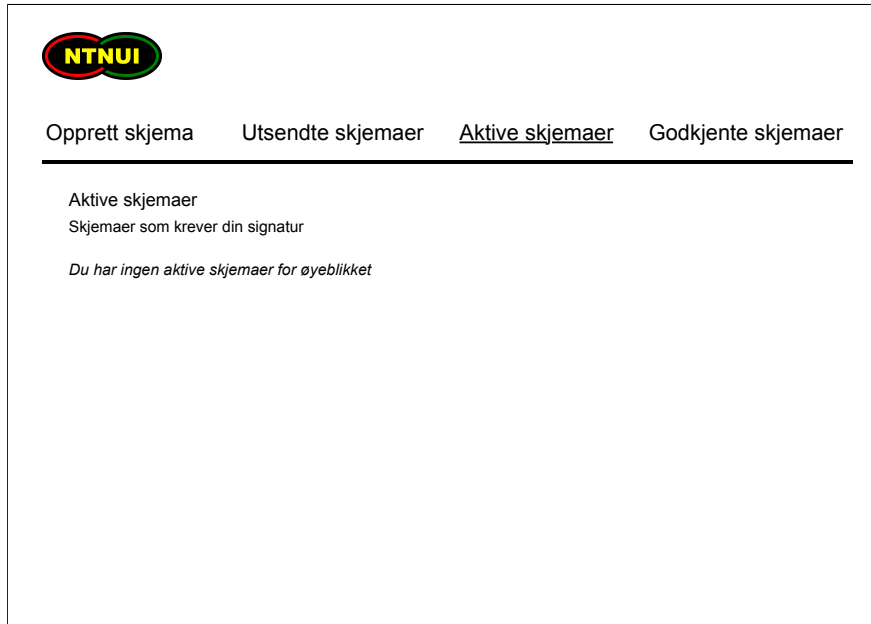 NTNUI
Opprett skjema Utsendte skjemaer Aktive skjemaer Godkjente skjemaer
Aktive skjemaer
Skjemaer som krever din signatur
Du har ingen aktive skjemaer for øyeblikket